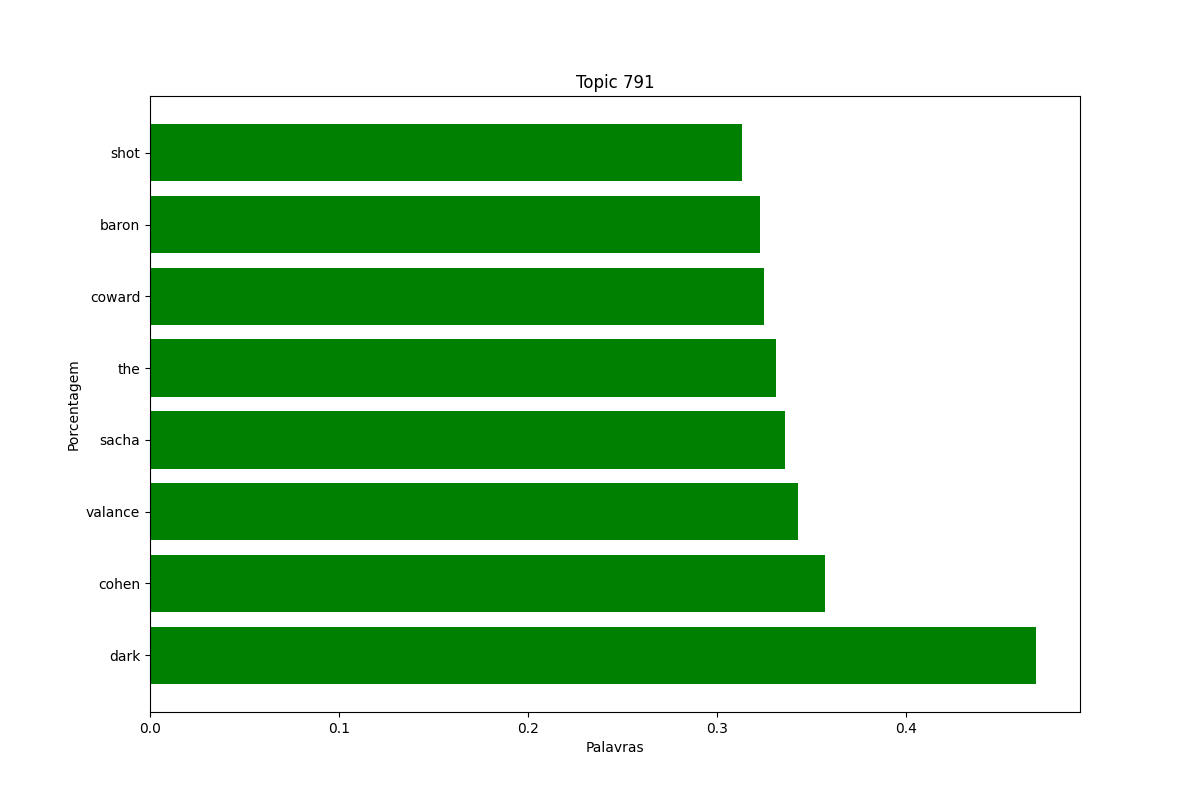 Topic 791
shot
baron
coward
the
sacha
valance
cohen
dark
Porcentagem
0.0 0.1 0.2 0.3 0.4
Palavras